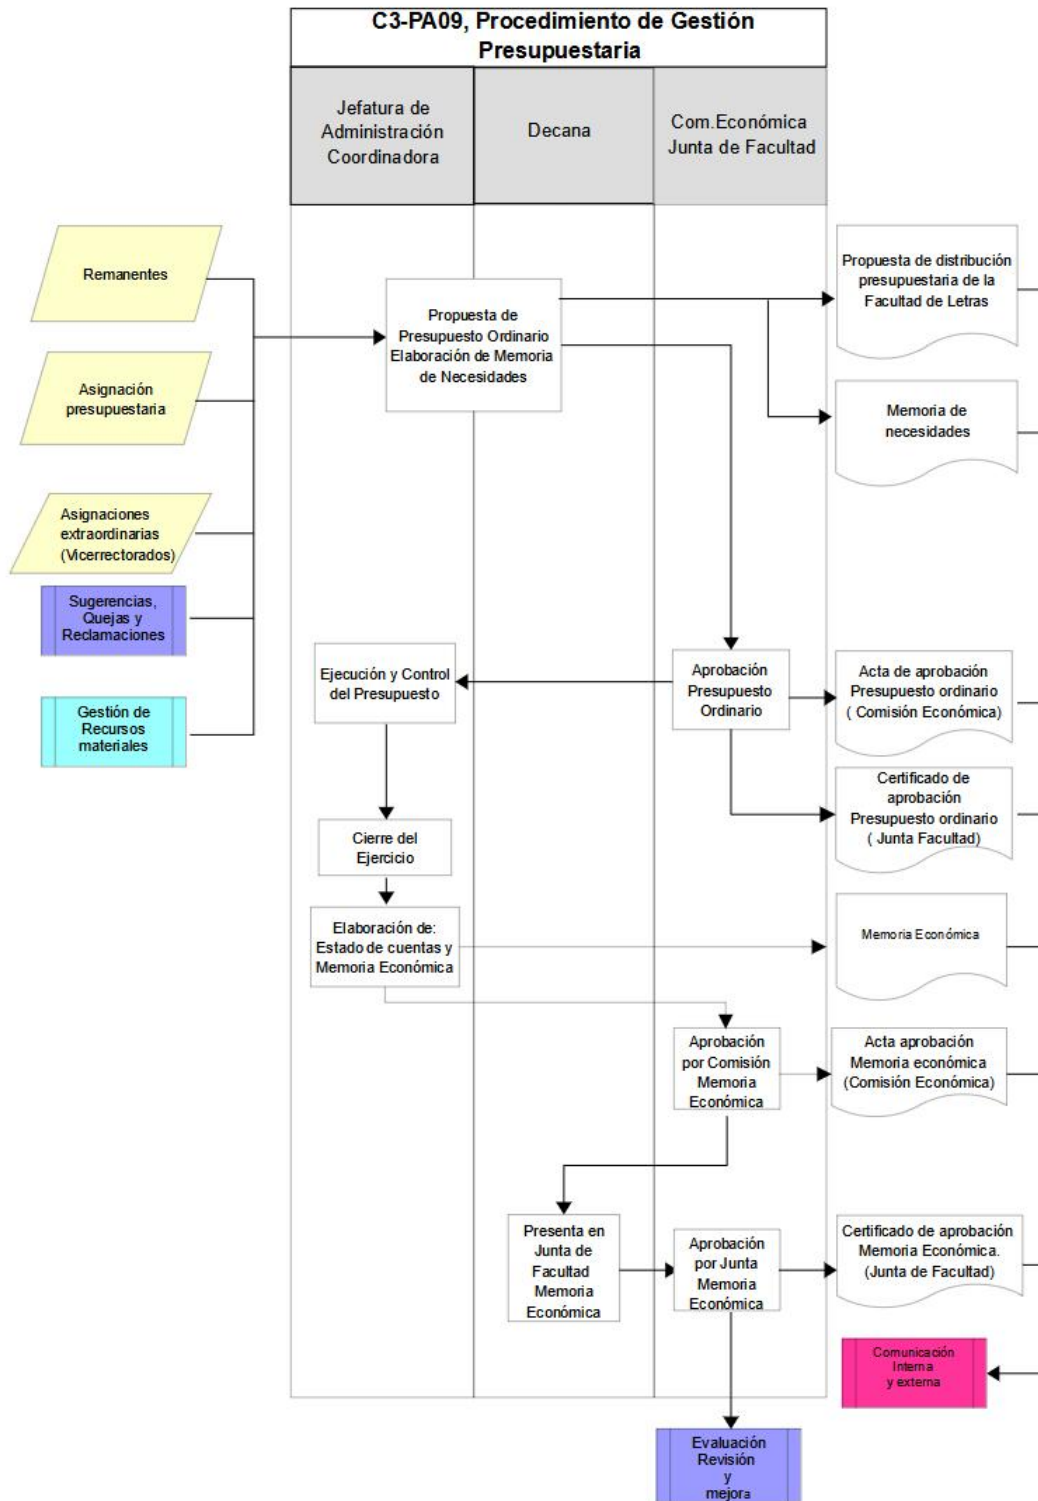 C3-PA09, Procedimiento de Gestión
Presupuestaria
Jefatura de
Administración
Coordinadora
Decana
Com.Económica
Junta de Facultad
Remanentes
Asignación
presupuestaria
Asignaciones
extraordinarias
(Vicerrectorados)
Sugerencias,
Quejas y
Reclamaciones
Gestión de
Recursos
materiales
Propuesta de
Presupuesto Ordinario
Elaboración de Memoria
de Necesidades
Propuesta de distribución
presupuestaria de la
Facultad de Letras
Memoria de
necesidades
Ejecución y Control
del Presupuesto
Aprobación
Presupuesto
Ordinario
Acta de aprobación
Presupuesto ordinario
( Comisión Económica)
Certificado de
aprobación
Presupuesto ordinario
( Junta Facultad)
Cierre del
Ejercicio
Elaboración de:
Estado de cuentas y
Memoria Económica
Memoria Económica
Aprobación
por Comisión
Memoria
Económica
Acta aprobación
Memoria económica
(Comisión Económica)
Presenta en
Junta de
Facultad
Memoria
Económica
Aprobación
por Junta
Memoria
Económica
Certificado de aprobación
Memoria Económica.
(Junta de Facultad)
Comunicación
Interna
y externa
Evaluación
Revisión
y
mejora